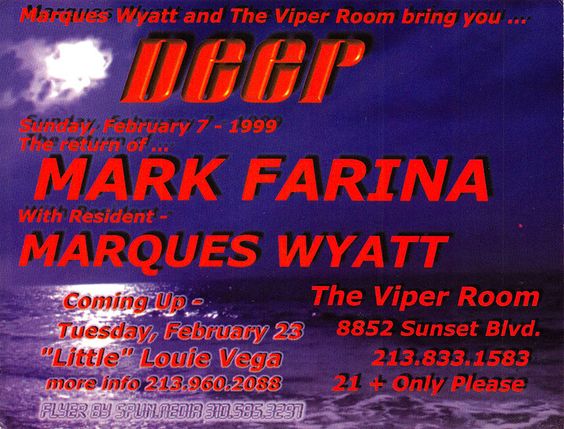 Marques Wyatt and The Viper Room bring you ...
DEEP
Sunday, February 7 - 1999
The return of ...
MARK FARINA
With Resident -
MARQUES WYATT
Coming Up -
Tuesday, February 23
"Little" Louie Vega
more info 213.960.2088
The Viper Room
8852 Sunset Blvd.
213.833.1583
21 + Only Please
FLYER BY SPUN.MEDIA 310.585.3297